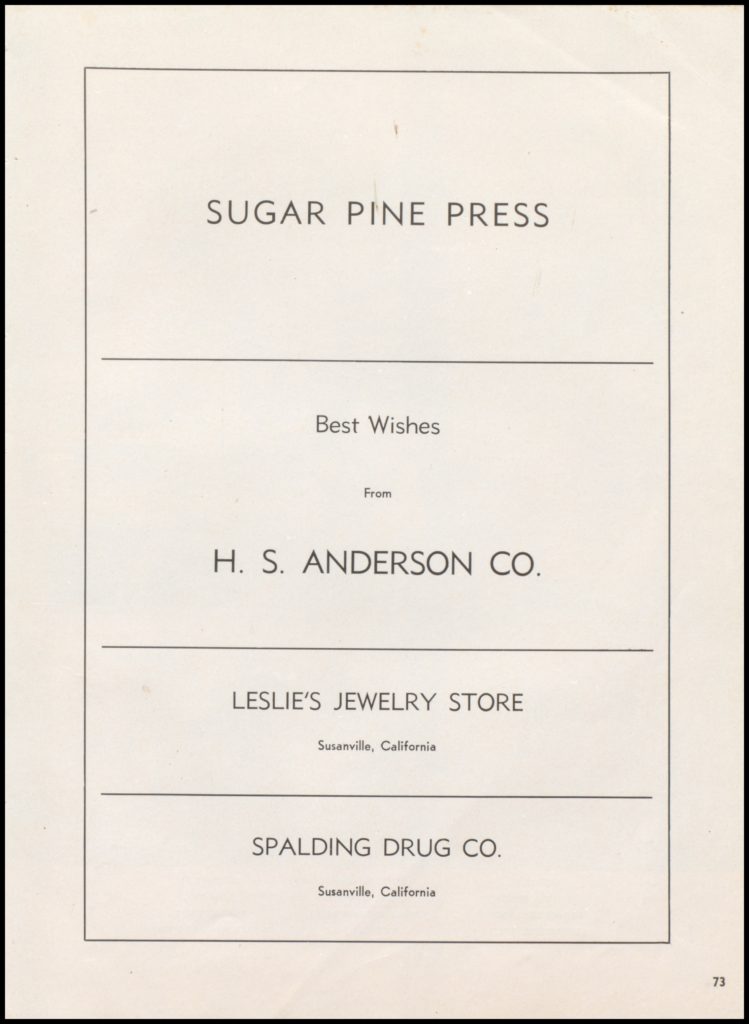 SUGAR PINE PRESS
Best Wishes
From
H. S. ANDERSON CO.
LESLIE'S JEWELRY STORE
Susanville, California
SPALDING DRUG CO.
Susanville, California
73